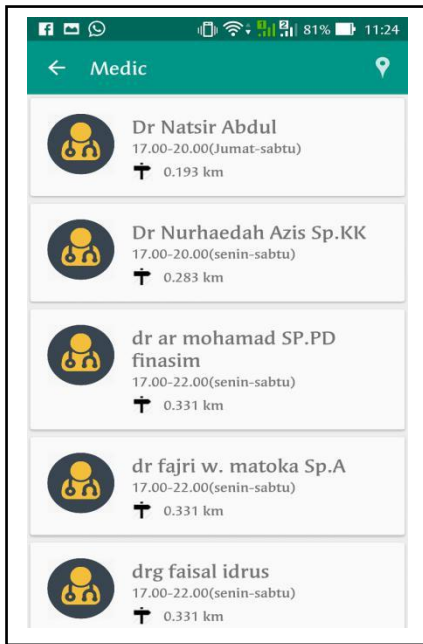 81% 11:24
Medic
Dr Natsir Abdul
17.00-20.00(Jumat-sabtu)
0.193 km
Dr Nurhaedah Azis Sp.KK
17.00-20.00(senin-sabtu)
0.283 km
dr ar mohamad SP.PD
finasim
17.00-22.00(senin-sabtu)
0.331 km
dr fajri w. matoka Sp.A
17.00-22.00(senin-sabtu)
0.331 km
drg faisal idrus
17.00-22.00(senin-sabtu)
0.331 km